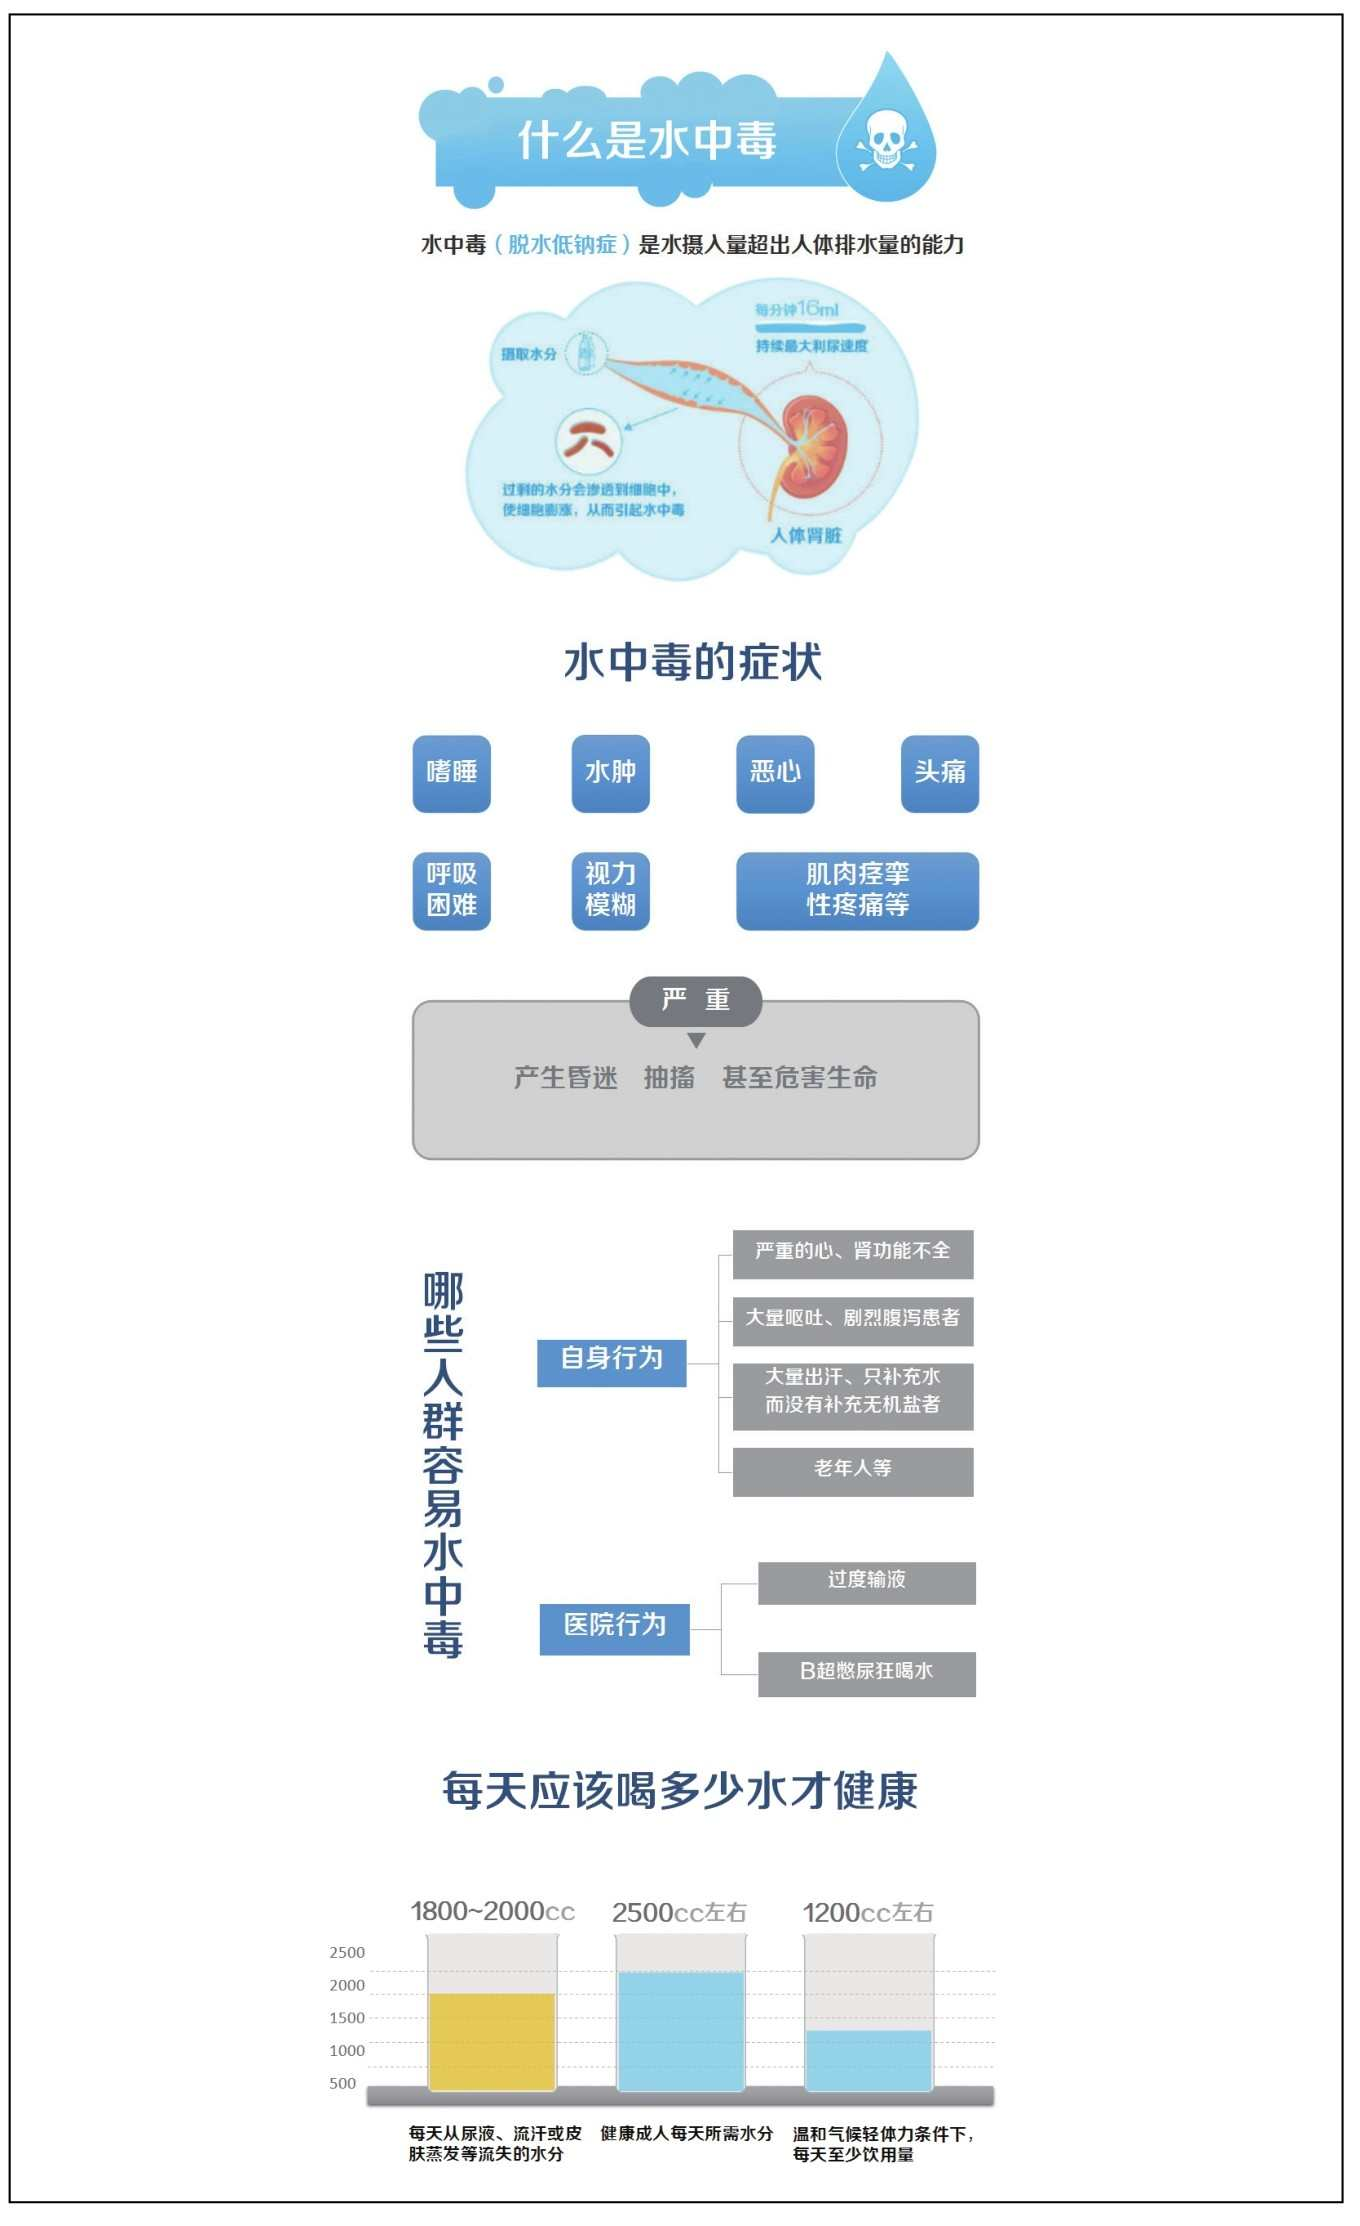 什么是水中毒
水中毒（脱水低钠症）是水摄入量超出人体排水量的能力
每分钟16ml
持续最大利尿速度
摄取水分
过剩的水分会渗透到细胞中，
使细胞膨涨，从而引起水中毒
人体肾脏
水中毒的症状
嗜睡
水肿
恶心
头痛
呼吸
困难
视力
模糊
肌肉痉挛
性疼痛等
严重
产生昏迷 抽搐 甚至危害生命
哪些人群容易水中毒
自身行为
严重的心、肾功能不全
大量呕吐、剧烈腹泻患者
大量出汗、只补充水
而没有补充无机盐者
老年人等
医院行为
过度输液
B超憋尿狂喝水
每天应该喝多少水才健康
1800~2000cc
2500cc左右
1200cc左右
2500
2000
1500
1000
500
每天从尿液、流汗或皮
肤蒸发等流失的水分
健康成人每天所需水分
温和气候轻体力条件下，
每天至少饮用量